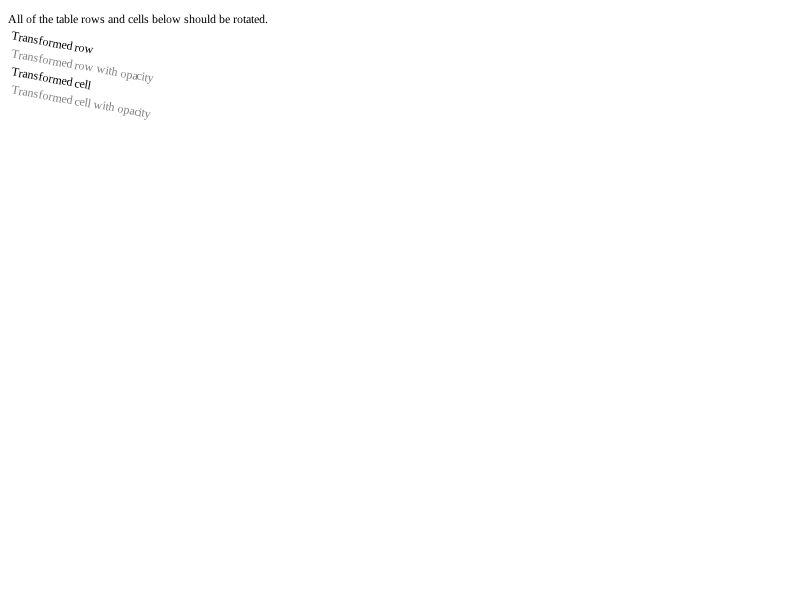 All of the table rows and cells below should be rotated.
Transformed row
Transformed row with opacity
Transformed cell
Transformed cell with opacity